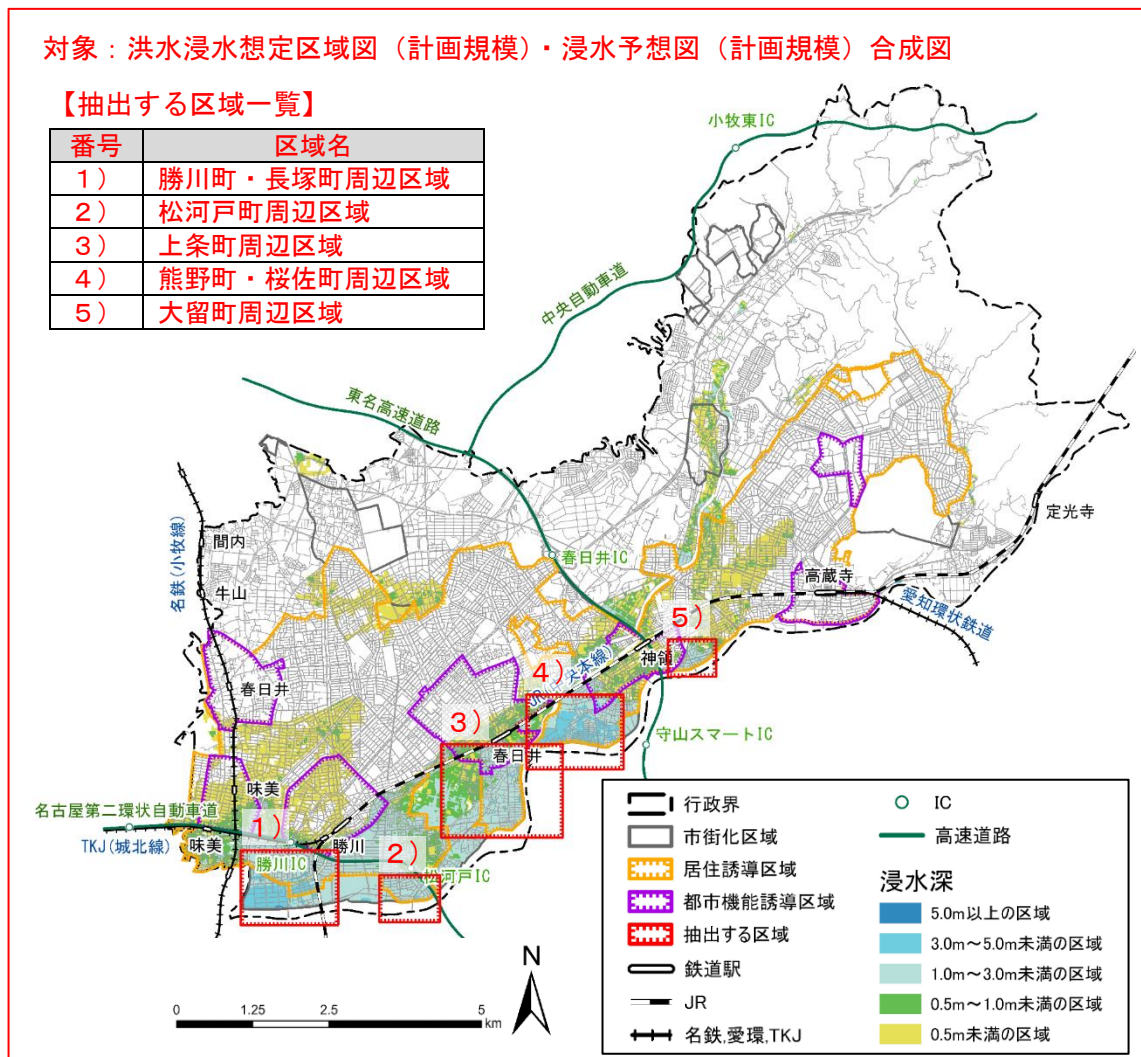 対象：洪水浸水想定区域図（計画規模）・浸水予想図（計画規模）合成図
【抽出する区域一覧】
番号 区域名
１） 勝川町・長塚町周辺区域
２） 松河戸町周辺区域
３） 上条町周辺区域
４） 熊野町・桜佐町周辺区域
５） 大留町周辺区域
小牧東IC
中央自動車道
東名高速道路
定光寺
名鉄(小牧線)
間内
牛山
春日井IC
高蔵寺
愛知環状鉄道
５）
神領
４）
春日井
３）
春日井
守山スマートIC
味美
名古屋第二環状自動車道
１）
TKJ(城北線)
味美
勝川
２）
勝川IC
松河戸IC
行政界
市街化区域
居住誘導区域
都市機能誘導区域
抽出する区域
鉄道駅
JR
名鉄,愛環,TKJ
IC
高速道路
浸水深
5.0m以上の区域
3.0m～5.0m未満の区域
1.0m～3.0m未満の区域
0.5m～1.0m未満の区域
0.5m未満の区域
N
0 1.25 2.5 5
km